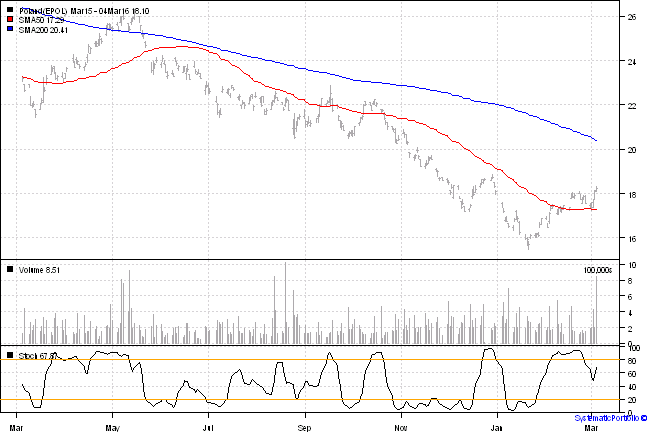 Poland(EPOL) Mar15 - 04Mar16 18.10
SMA50 17.29
SMA200 20.41
26
24
22
20
18
16
Volume 8.51
100,000s
10
8
6
4
2
0
Stoch 67.67
100
80
60
40
20
0
SystematicPortfolio ©
Mar May Jul Sep Nov Jan Mar